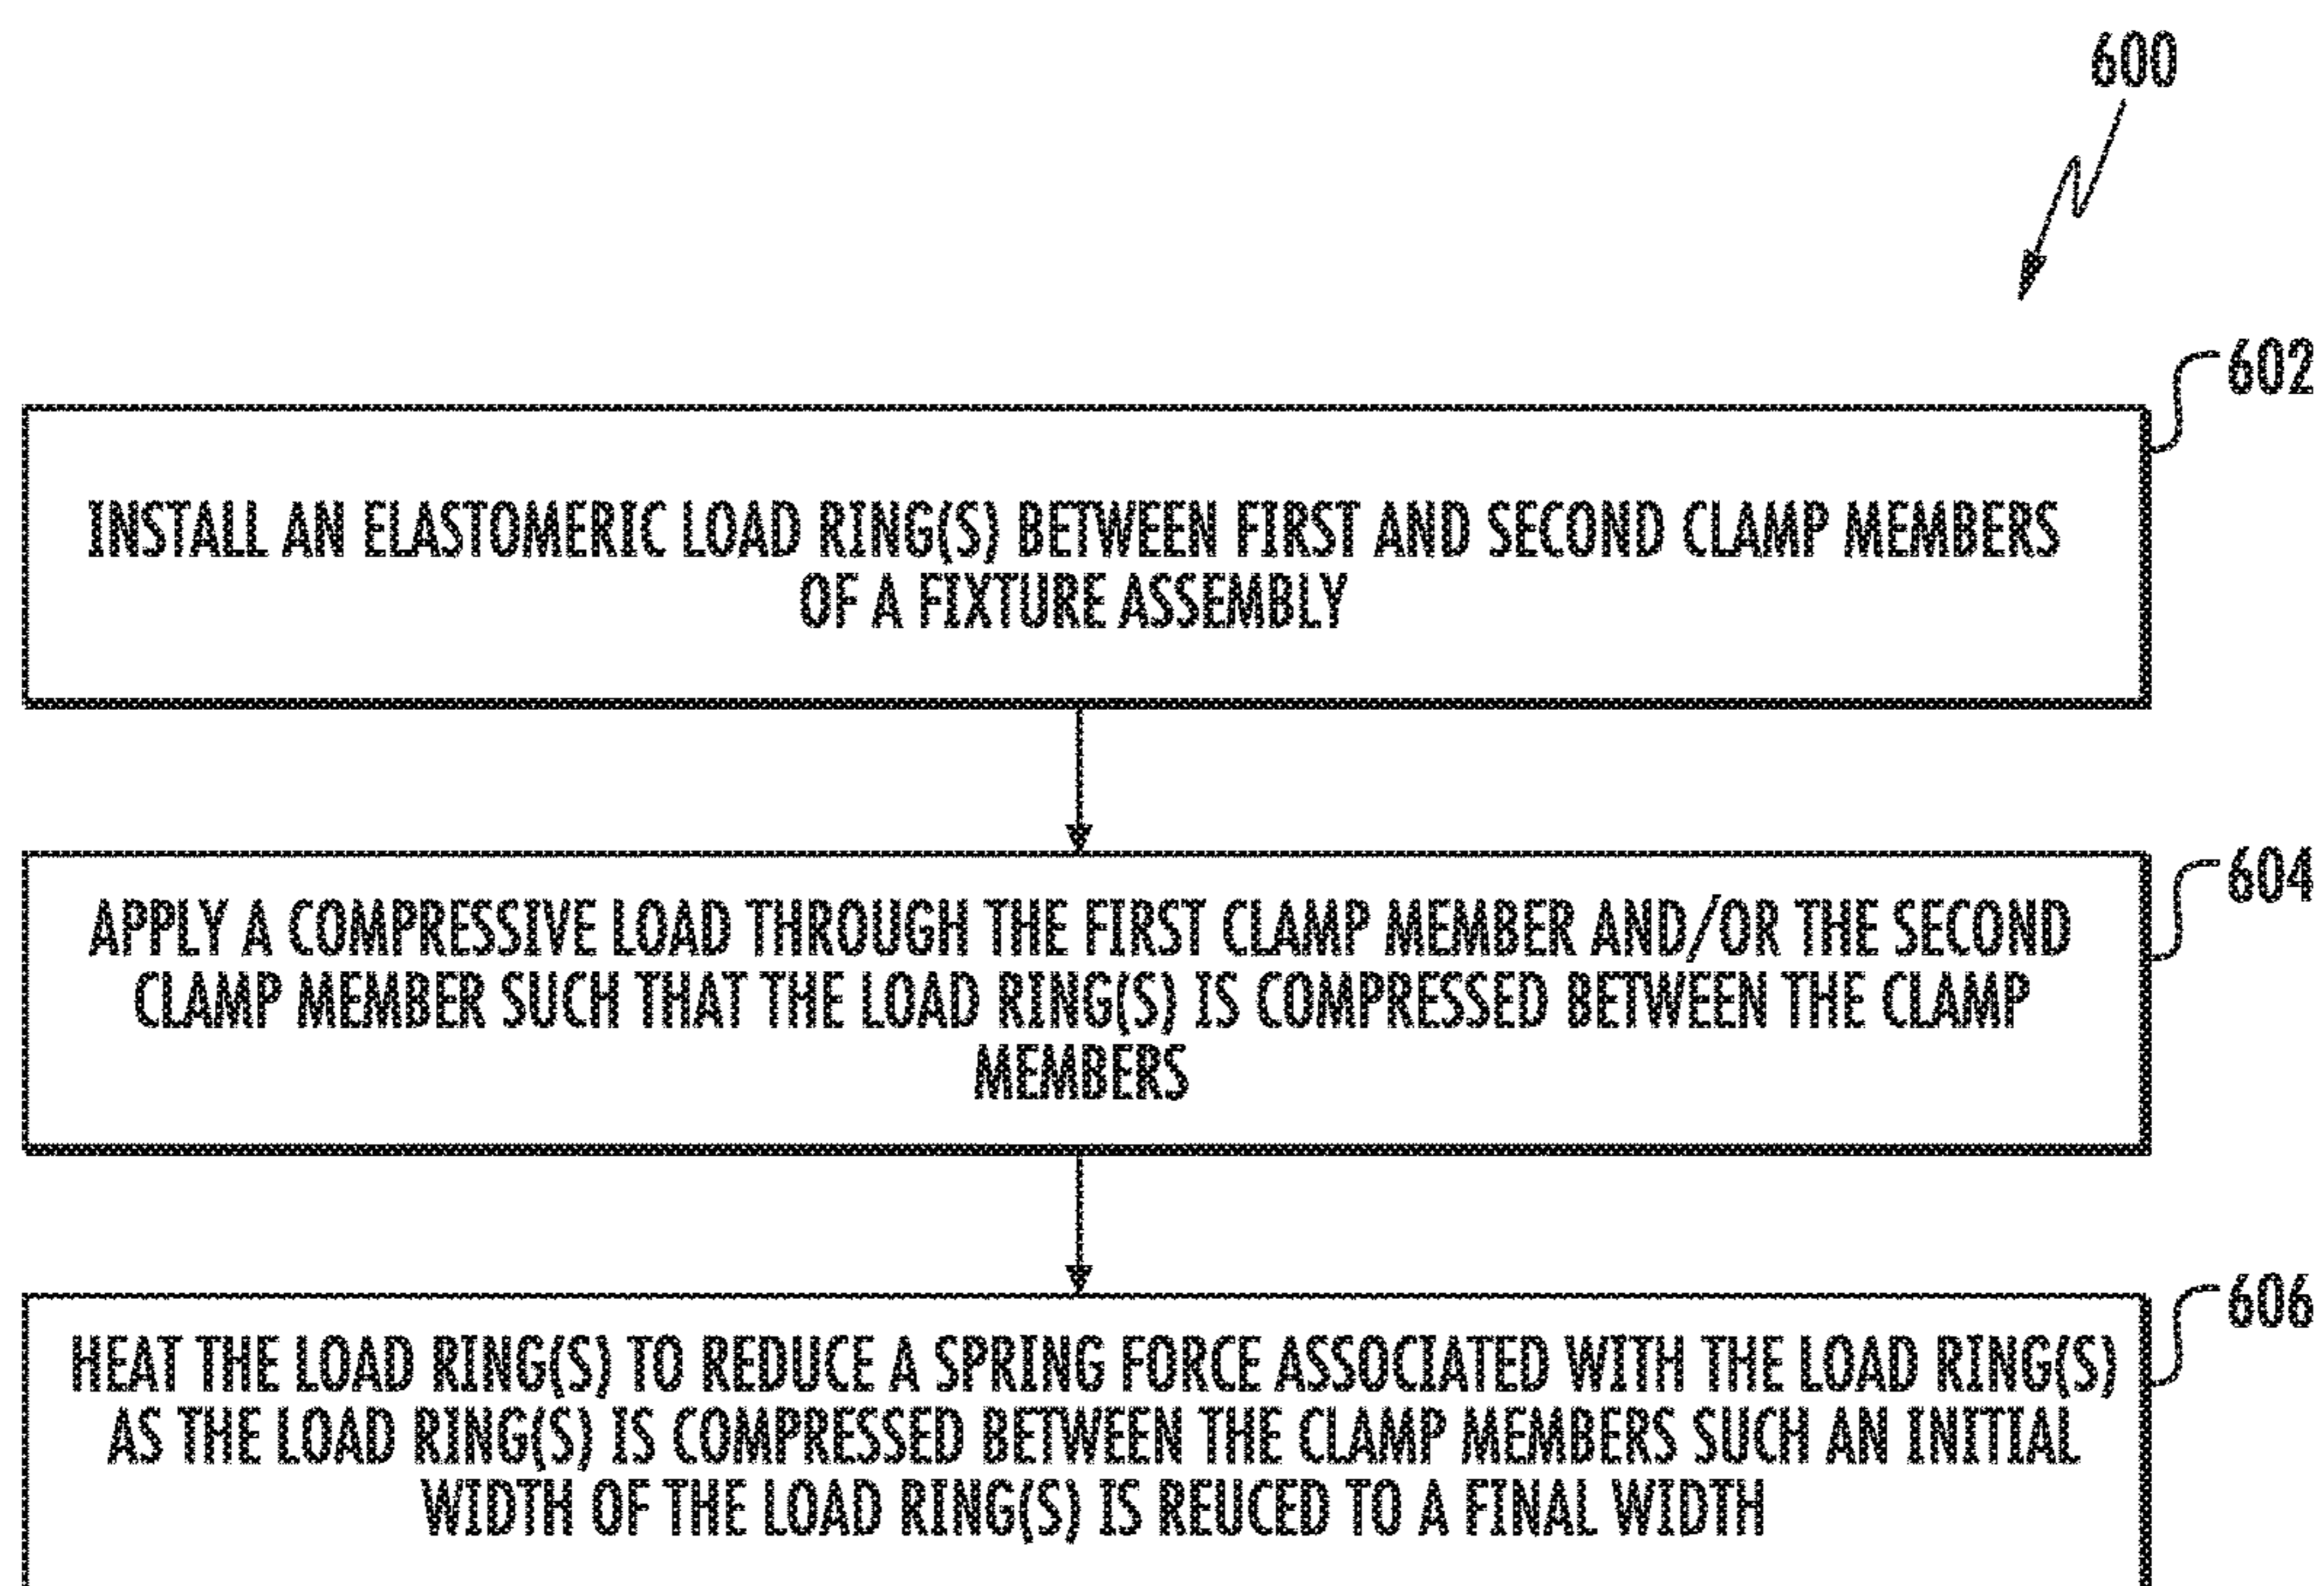 600
602
INSTALL AN ELASTOMERIC LOAD RING(S) BETWEEN FIRST AND SECOND CLAMP MEMBERS
OF A FIXTURE ASSEMBLY
604
APPLY A COMPRESSIVE LOAD THROUGH THE FIRST CLAMP MEMBER AND/OR THE SECOND
CLAMP MEMBER SUCH THAT THE LOAD RING(S) IS COMPRESSED BETWEEN THE CLAMP
MEMBERS
606
HEAT THE LOAD RING(S) TO REDUCE A SPRING FORCE ASSOCIATED WITH THE LOAD RING(S)
AS THE LOAD RING(S) IS COMPRESSED BETWEEN THE CLAMP MEMBERS SUCH AN INITIAL
WIDTH OF THE LOAD RING(S) IS REUCED TO A FINAL WIDTH